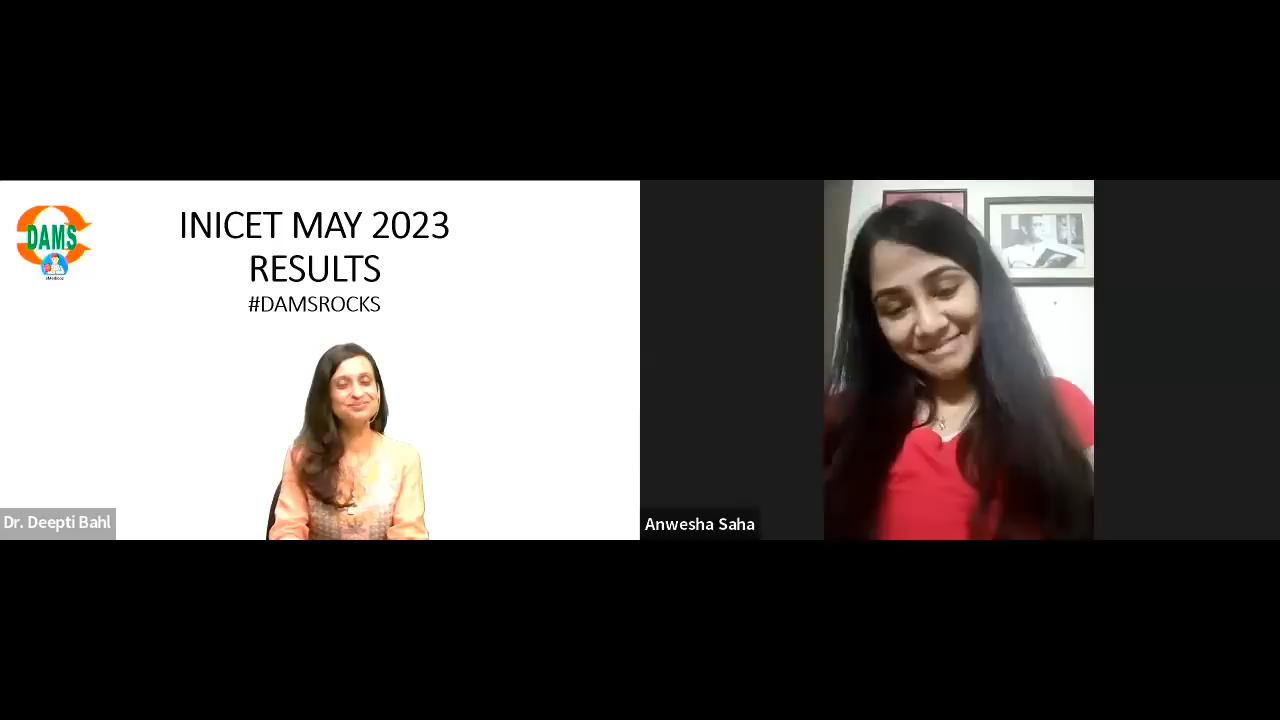 DAMS
INICET MAY 2023
RESULTS
#DAMSROCKS
Dr. Deepti Bahl
Anwesha Saha